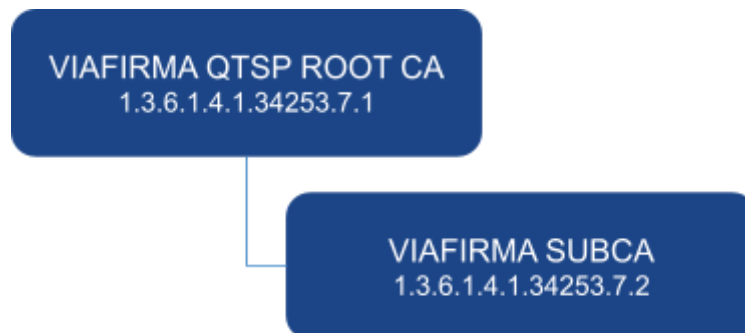 VIAFIRMA QTSP ROOT CA
1.3.6.1.4.1.34253.7.1
VIAFIRMA SUBCA
1.3.6.1.4.1.34253.7.2